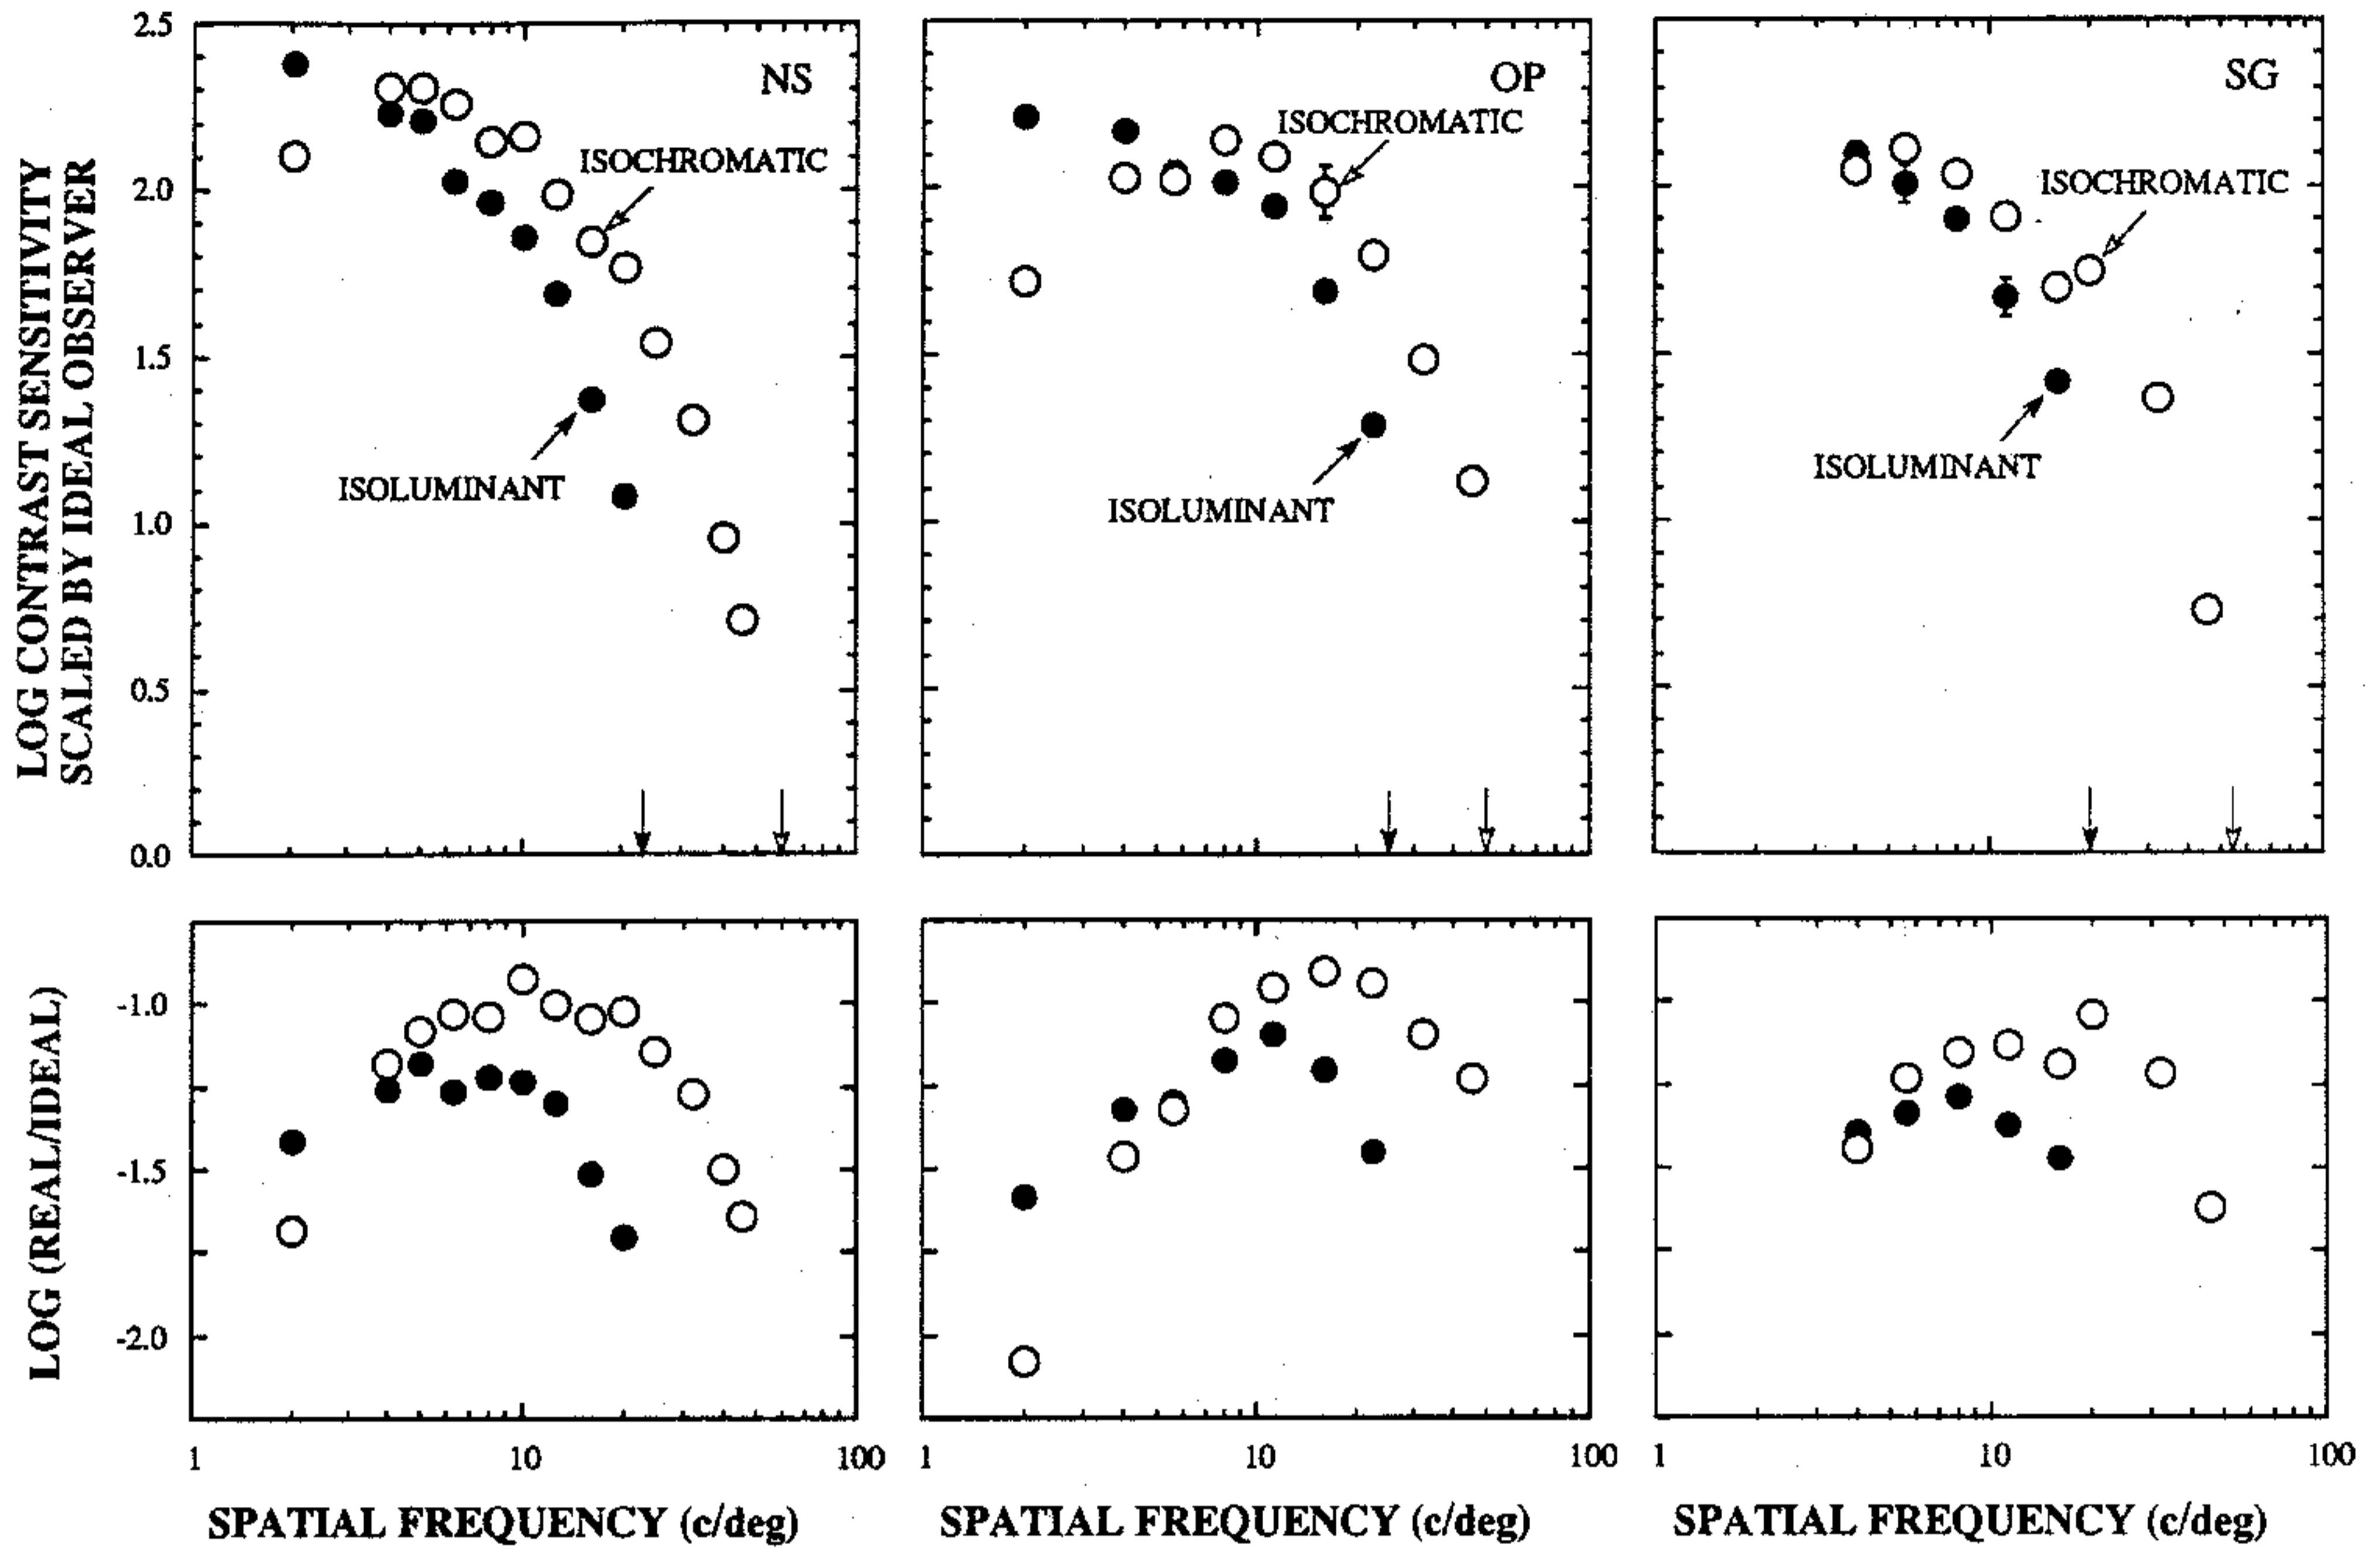 LOG CONTRAST SENSITIVITY
SCALED BY IDEAL OBSERVER
2.5
2.0
1.5
1.0
0.5
0.0
NS
ISOCHROMATIC
ISOLUMINANT
OP
ISOCHROMATIC
ISOLUMINANT
SG
ISOCHROMATIC
ISOLUMINANT
LOG (REAL/IDEAL)
-1.0
-1.5
-2.0
1 10 100
1 10 100
1 10 100
SPATIAL FREQUENCY (c/deg)
SPATIAL FREQUENCY (c/deg)
SPATIAL FREQUENCY (c/deg)